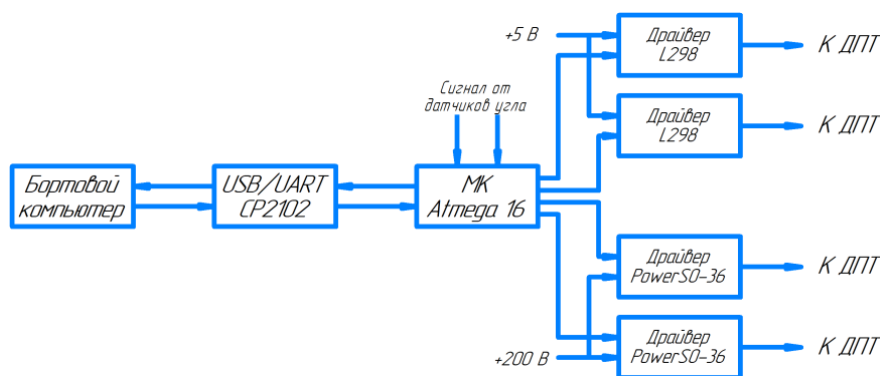 +5 В
Драйвер
L298
К ДПТ
Сигнал от
датчиков угла
Драйвер
L298
К ДПТ
Бортовой
компьютер
USB/UART
CP2102
МК
Atmega 16
Драйвер
PowerSO-36
К ДПТ
+200 В
Драйвер
PowerSO-36
К ДПТ